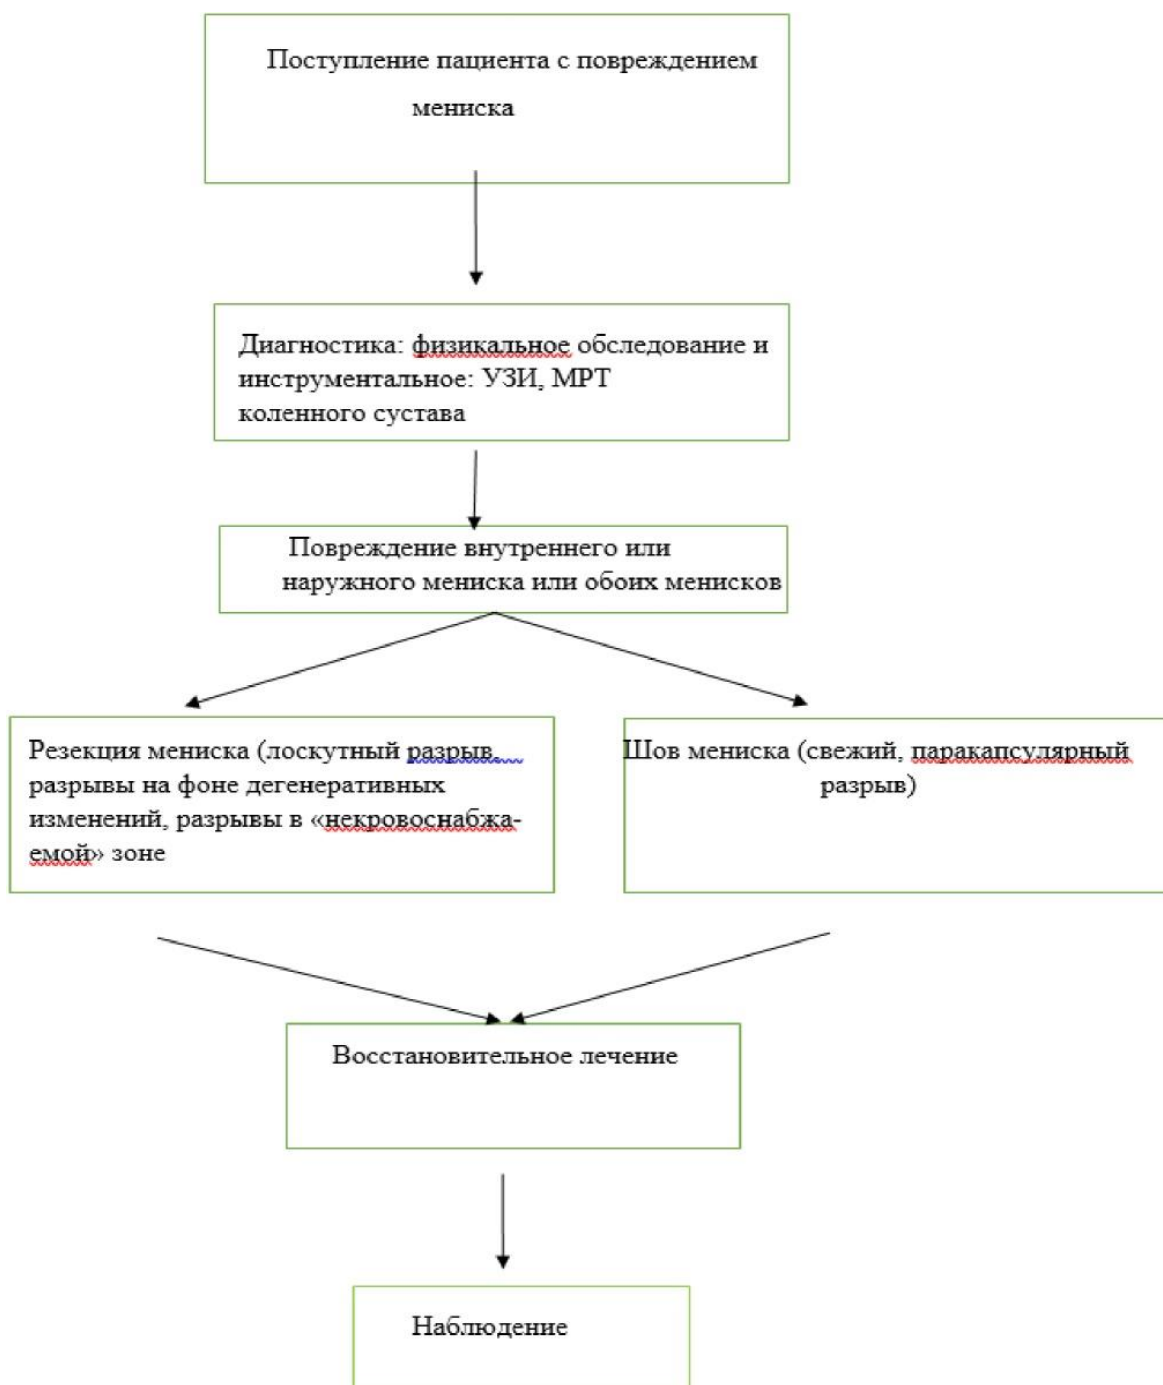 Поступление пациента с повреждением
мениска
Диагностика: физикальное обследование и
инструментальное: УЗИ, МРТ
коленного сустава
Повреждение внутреннего или
наружного мениска или обоих менисков
Резекция мениска (лоскутный разрыв,
разрывы на фоне дегенеративных
изменений, разрывы в «некровоснабжа-
емой» зоне
Шов мениска (свежий, паракапсулярный
разрыв)
Восстановительное лечение
Наблюдение